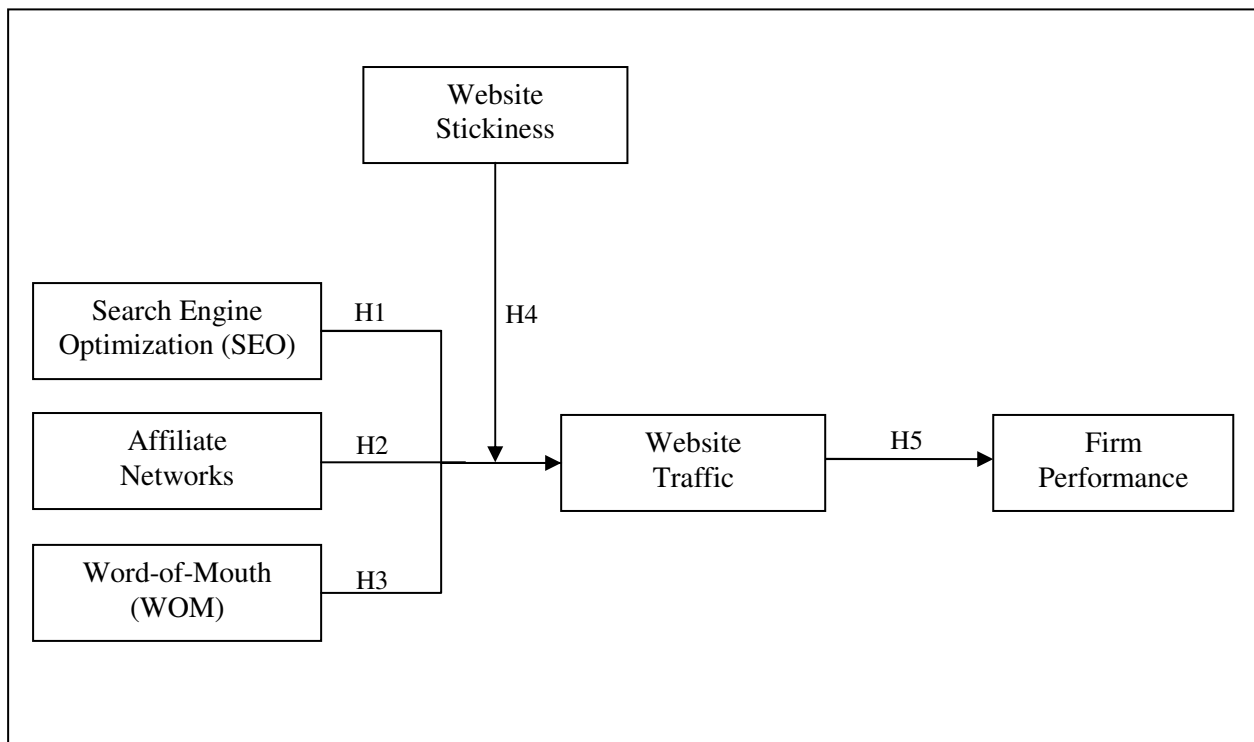 Website
Stickiness
Search Engine
Optimization (SEO)
H1
H4
Affiliate
Networks
H2
Website
Traffic
H5
Firm
Performance
Word-of-Mouth
(WOM)
H3